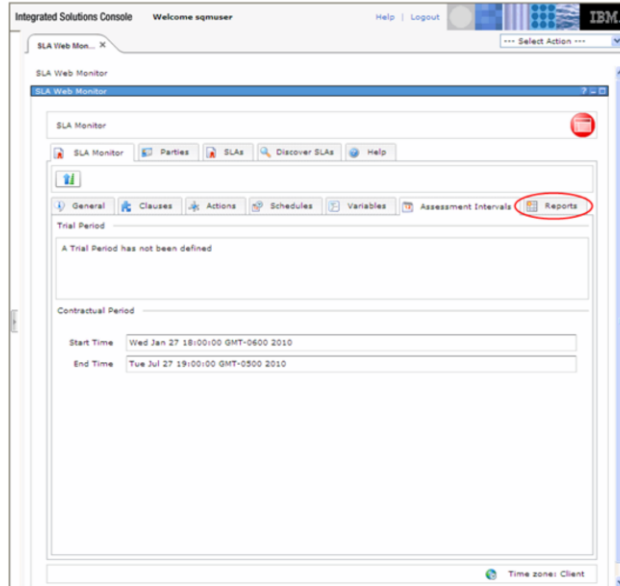 Integrated Solutions Console Welcome sqmuser Help | Logout IBM.
SLA Web Mon... X --- Select Action ---
SLA Web Monitor
SLA Web Monitor
SLA Monitor
SLA Monitor Parties SLAs Discover SLAs Help
General Clauses Actions Schedules Variables Assessment Intervals Reports
Trial Period
A Trial Period has not been defined
Contractual Period
Start Time Wed Jan 27 18:00:00 GMT-0600 2010
End Time Tue Jul 27 19:00:00 GMT-0500 2010
Time zone: Client